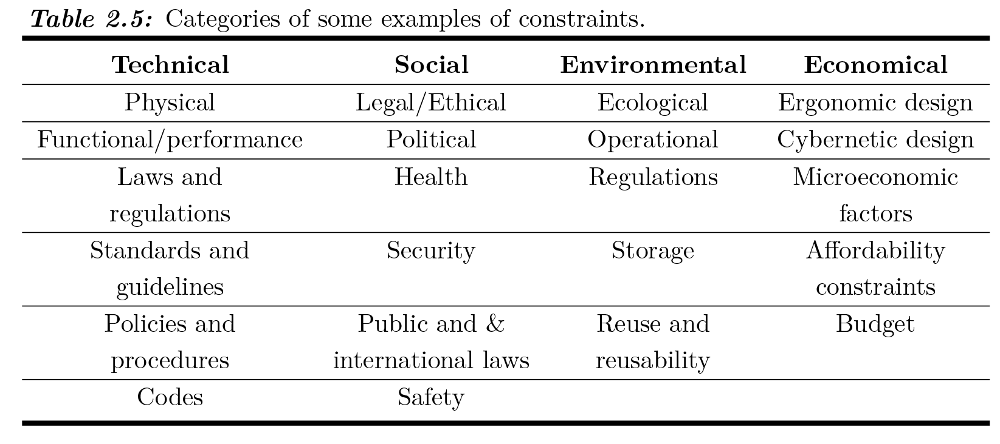 Table 2.5: Categories of some examples of constraints.
Technical Social Environmental Economical
Physical Legal/Ethical Ecological Ergonomic design
Functional/performance Political Operational Cybernetic design
Laws and Health Regulations Microeconomic
regulations factors
Standards and Security Storage Affordability
guidelines constraints
Policies and Public and & Reuse and Budget
procedures international laws reusability
Codes Safety